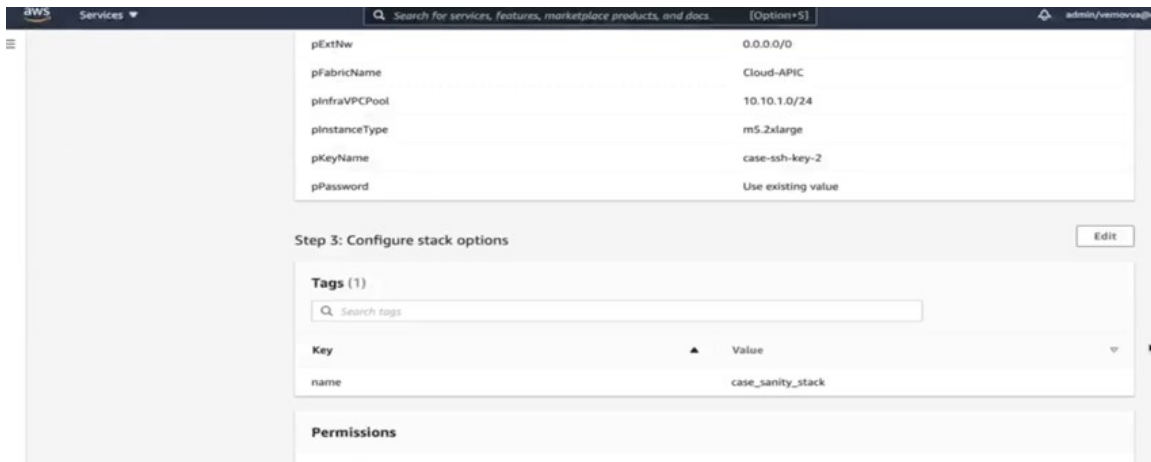 aws Services ▼ Search for services, features, marketplace products, and docs [Option+S]
pExtNw 0.0.0.0/0
pFabricName Cloud-APIC
pInfraVPCPool 10.10.1.0/24
pInstanceType m5.2xlarge
pKeyName case-ssh-key-2
pPassword Use existing value
Step 3: Configure stack options Edit
Tags (1)
Search tags
Key Value
name case_sanity_stack
Permissions